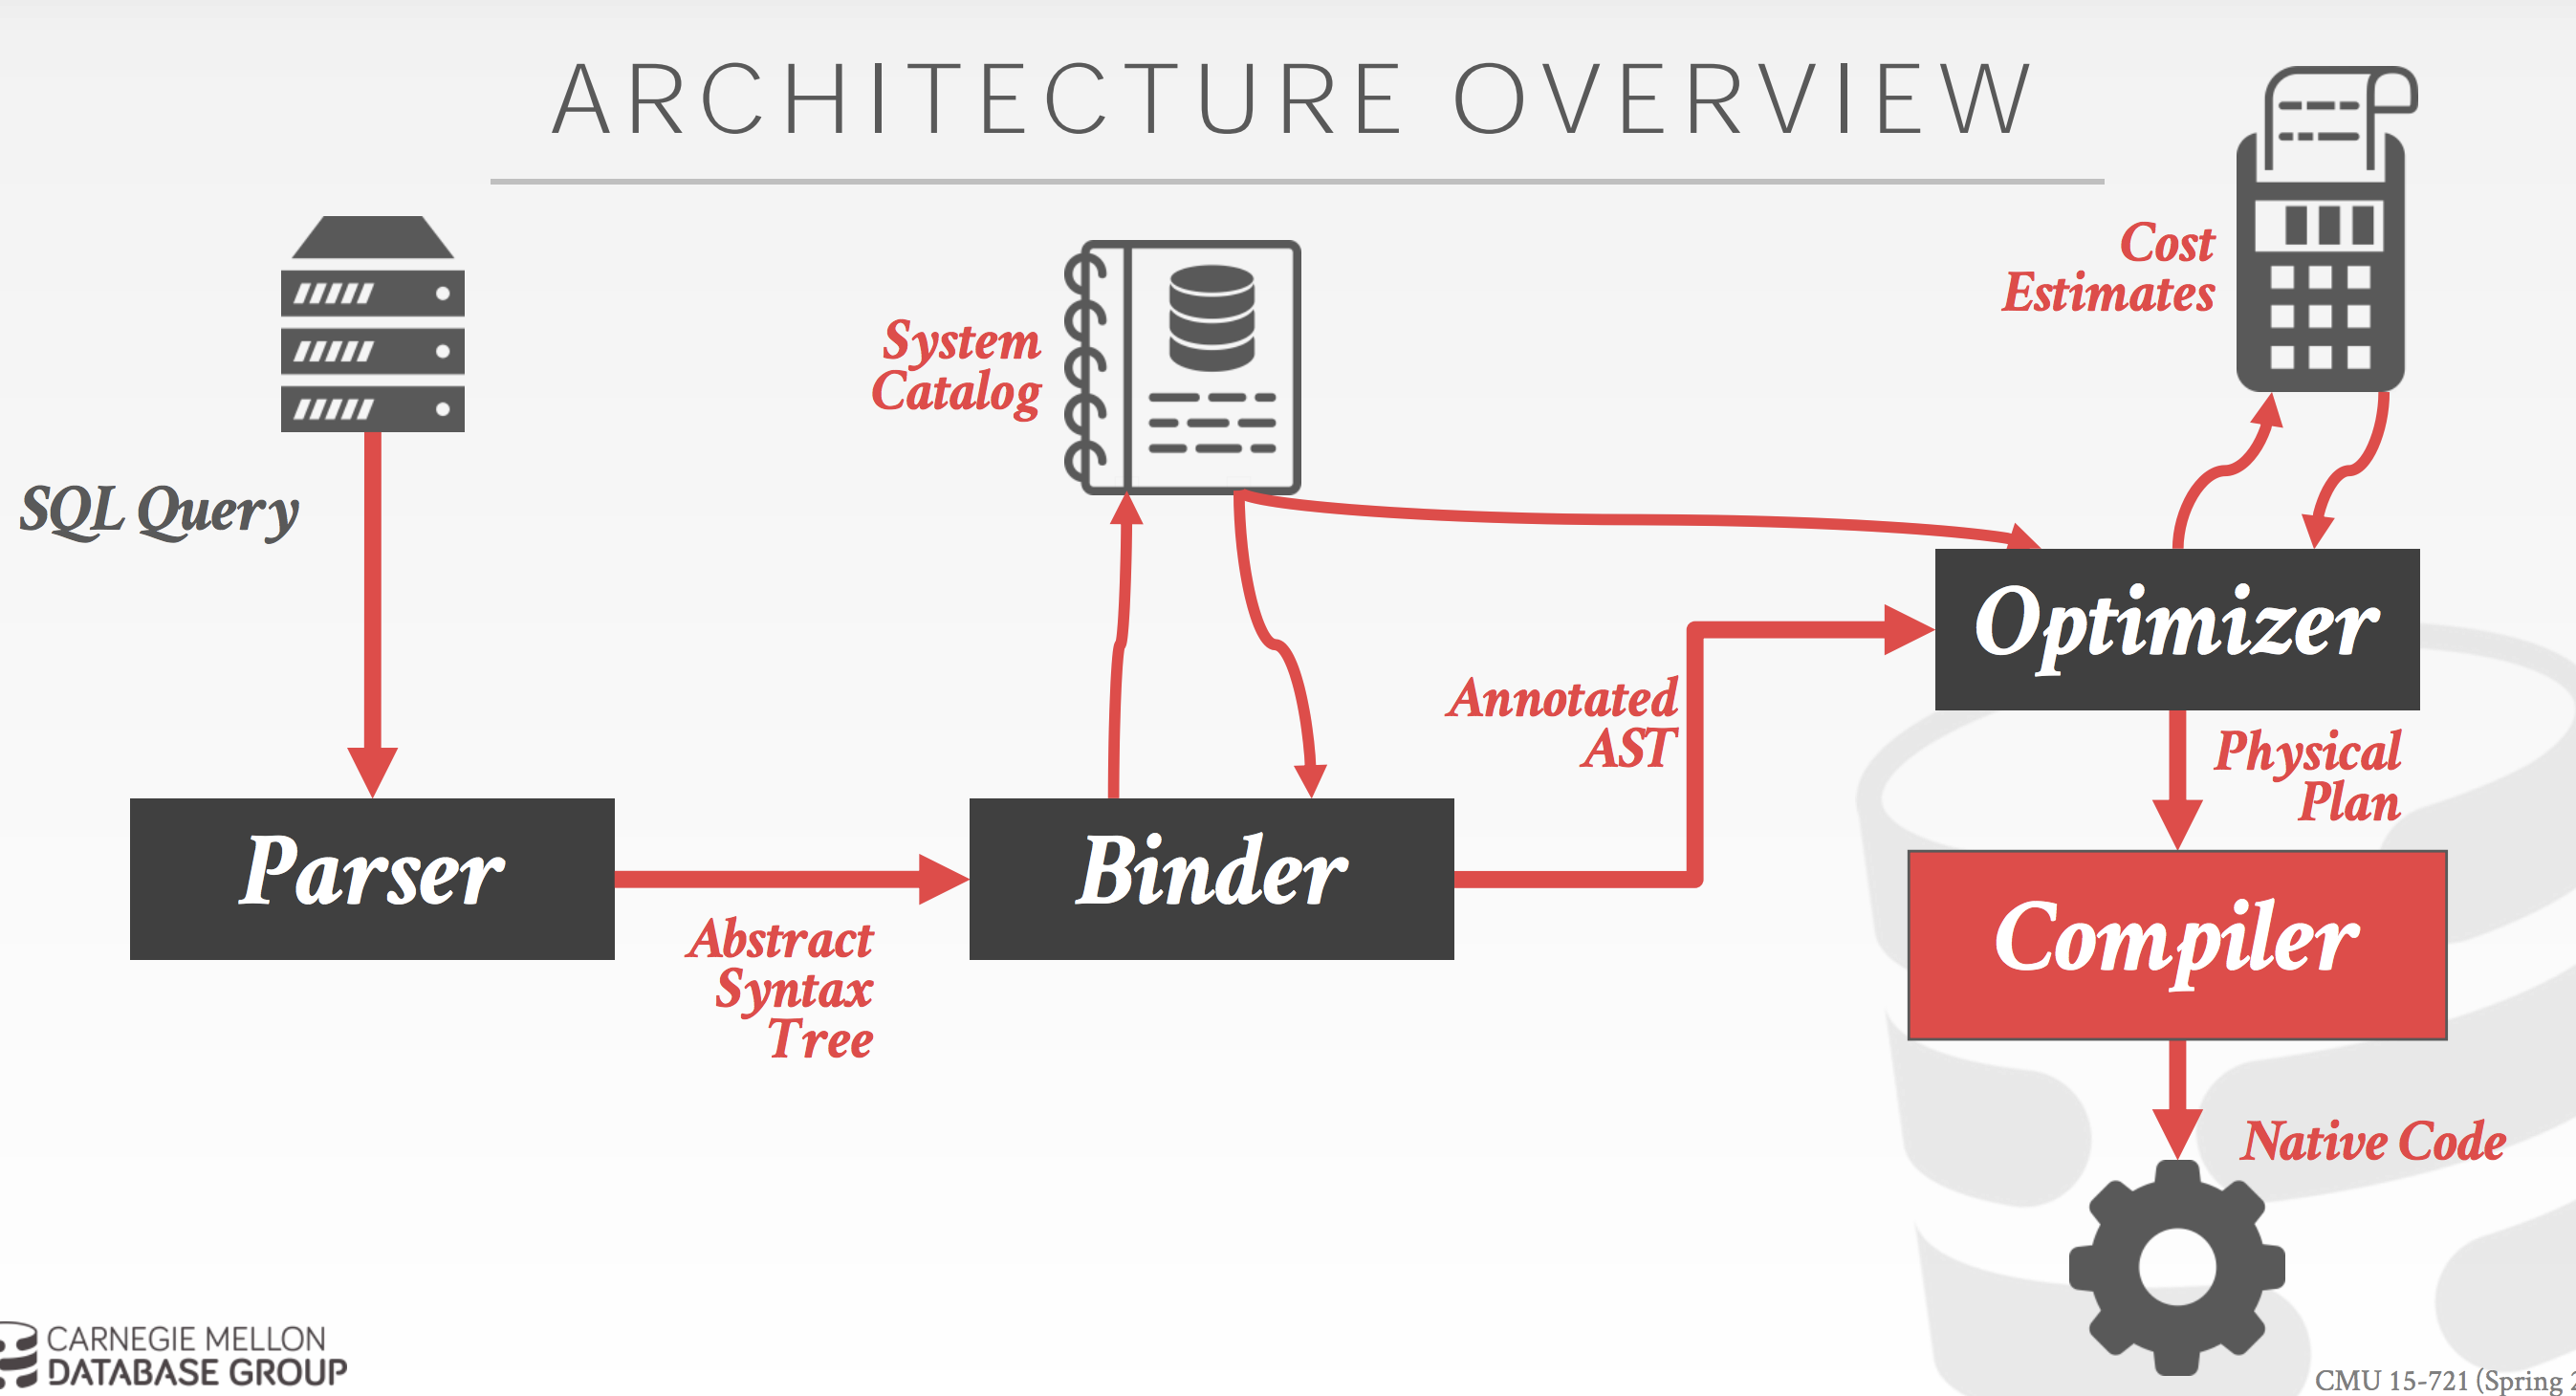 ARCHITECTURE OVERVIEW
Cost
Estimates
System
Catalog
SQL Query
Optimizer
Annotated
AST
Physical
Plan
Parser
Binder
Compiler
Abstract
Syntax
Tree
Native Code
CARNEGIE MELLON
DATABASE GROUP
CMU 15-721 (Spring